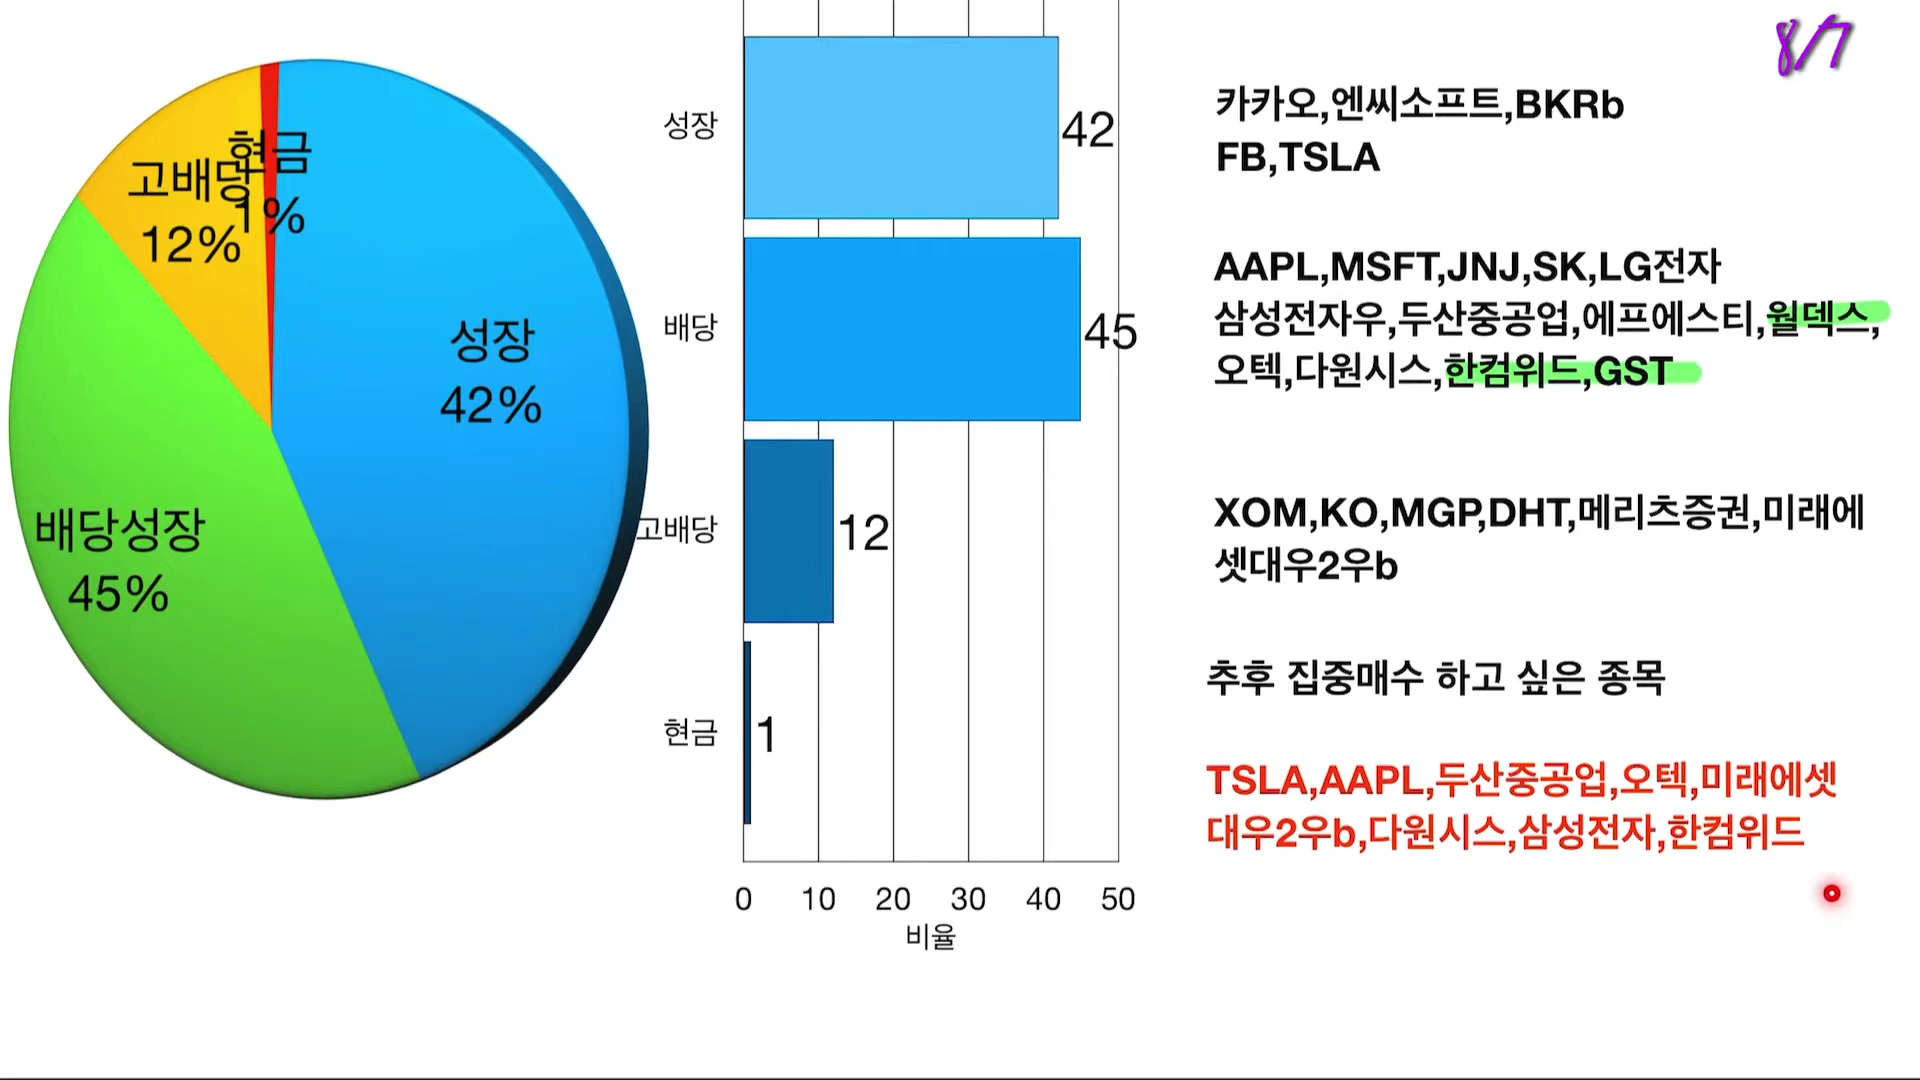 8/7
현금
1%
고배당
12%
성장
42%
배당성장
45%
성장
42
배당
45
고배당
12
현금
1
0 10 20 30 40 50
비율
카카오,엔씨소프트,BKRb
FB,TSLA
AAPL,MSFT,JNJ,SK,LG전자
삼성전자우,두산중공업,에프에스티,월덱스,
오텍,다원시스,한컴위드,GST
XOM,KO,MGP,DHT,메리츠증권,미래에
셋대우2우b
추후 집중매수 하고 싶은 종목
TSLA,AAPL,두산중공업,오텍,미래에셋
대우2우b,다원시스,삼성전자,한컴위드